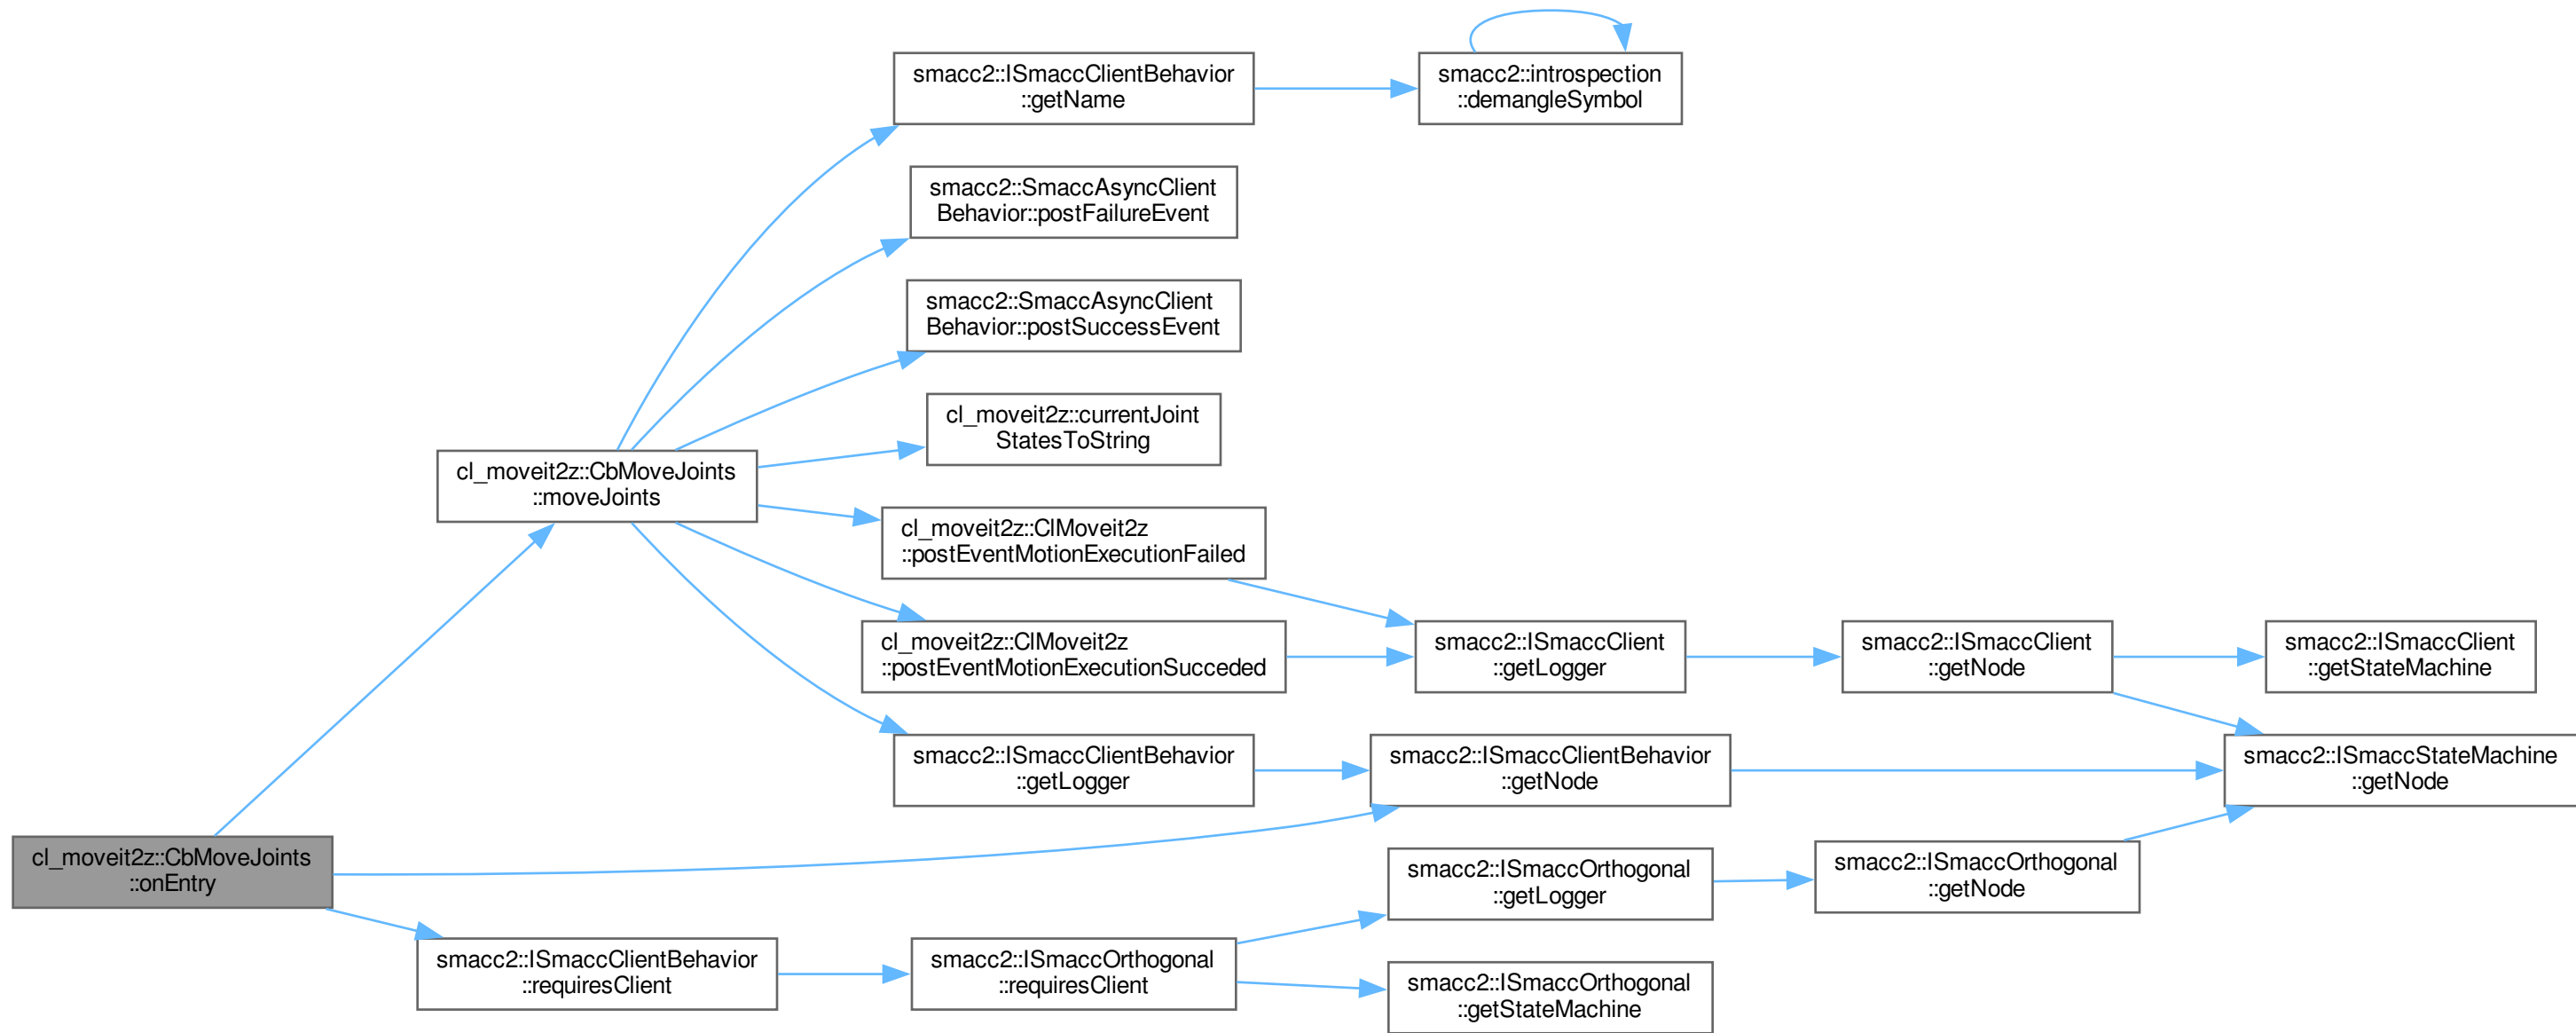 smacc2::ISmaccClientBehavior
::getName
smacc2::introspection
::demangleSymbol
smacc2::SmaccAsyncClient
Behavior::postFailureEvent
smacc2::SmaccAsyncClient
Behavior::postSuccessEvent
cl_moveit2z::currentJoint
StatesToString
cl_moveit2z::CbMoveJoints
::moveJoints
cl_moveit2z::ClMoveit2z
::postEventMotionExecutionFailed
cl_moveit2z::ClMoveit2z
::postEventMotionExecutionSucceded
smacc2::ISmaccClient
::getLogger
smacc2::ISmaccClient
::getNode
smacc2::ISmaccClient
::getStateMachine
smacc2::ISmaccClientBehavior
::getLogger
smacc2::ISmaccClientBehavior
::getNode
smacc2::ISmaccStateMachine
::getNode
cl_moveit2z::CbMoveJoints
::onEntry
smacc2::ISmaccOrthogonal
::getLogger
smacc2::ISmaccOrthogonal
::getNode
smacc2::ISmaccClientBehavior
::requiresClient
smacc2::ISmaccOrthogonal
::requiresClient
smacc2::ISmaccOrthogonal
::getStateMachine